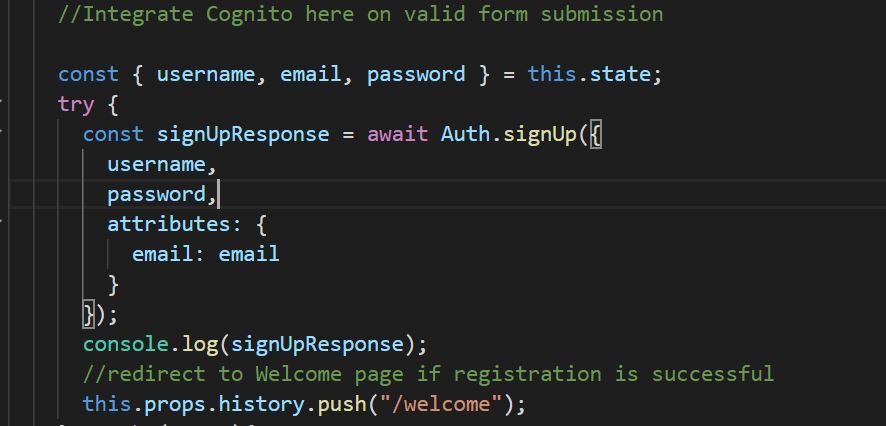 //Integrate Cognito here on valid form submission
const { username, email, password } = this.state;
try {
const signUpResponse = await Auth.signUp({
username,
password,
attributes: {
email: email
}
});
console.log(signUpResponse);
//redirect to Welcome page if registration is successful
this.props.history.push("/welcome");